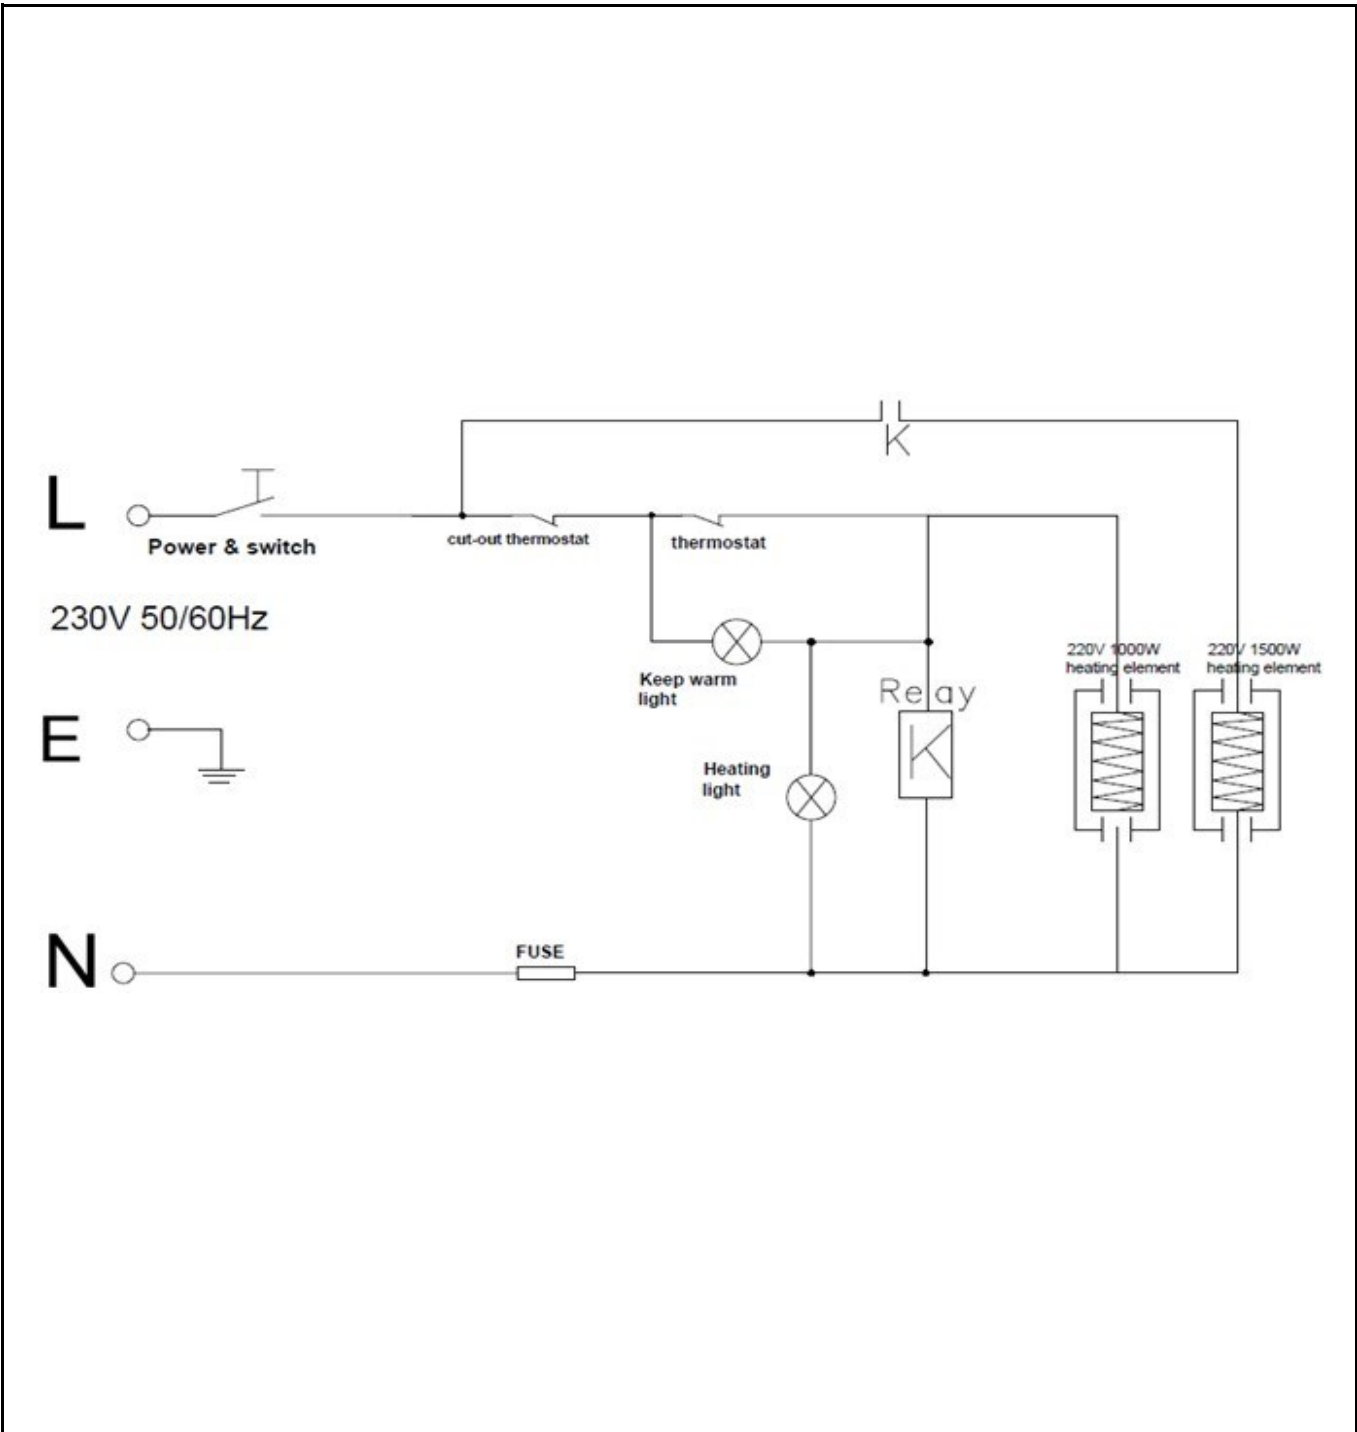 K
L
Power & switch
cut-out thermostat
thermostat
230V 50/60Hz
220V 1000W
heating element
220V 1500W
heating element
Keep warm
light
Relay
K
E
Heating
light
N
FUSE